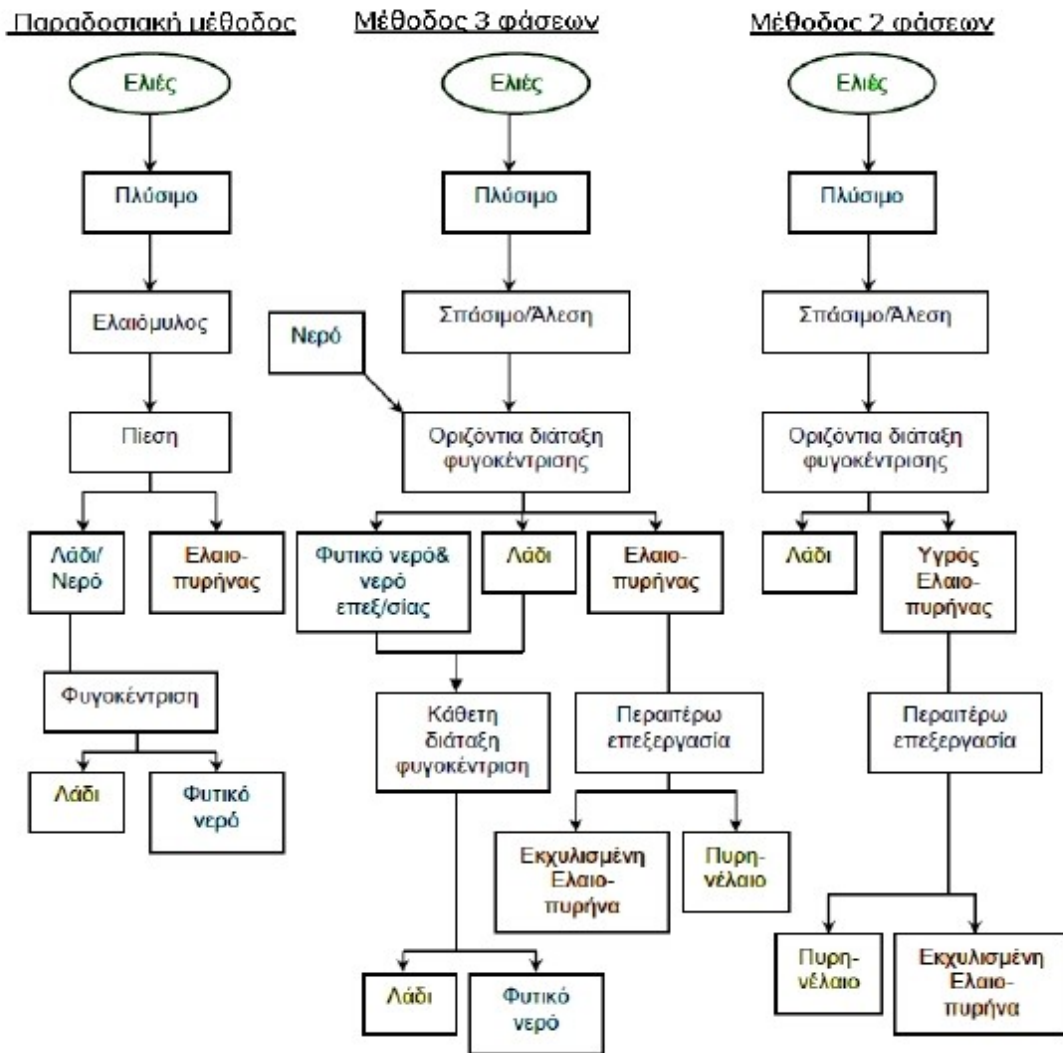 Παραδοσιακή μέθοδος
Ελιές
Πλύσιμο
Ελαιόμυλος
Πίεση
Λάδι/
Νερό
Ελαιο-
πυρήνας
Φυγοκέντριση
Λάδι
Φυτικό
νερό
Μέθοδος 3 φάσεων
Ελιές
Πλύσιμο
Σπάσιμο/Άλεση
Νερό
Οριζόντια διάταξη
φυγοκέντρισης
Φυτικό νερό&
νερό
επεξ/σίας
Λάδι
Ελαιο-
πυρήνας
Κάθετη
διάταξη
φυγοκέντριση
Περαιτέρω
επεξεργασία
Εκχυλισμένη
Ελαιο-
πυρήνα
Πυρη-
νέλαιο
Λάδι
Φυτικό
νερό
Μέθοδος 2 φάσεων
Ελιές
Πλύσιμο
Σπάσιμο/Άλεση
Οριζόντια διάταξη
φυγοκέντρισης
Λάδι
Υγρός
Ελαιο-
πυρήνας
Περαιτέρω
επεξεργασία
Πυρη-
νέλαιο
Εκχυλισμένη
Ελαιο-
πυρήνα